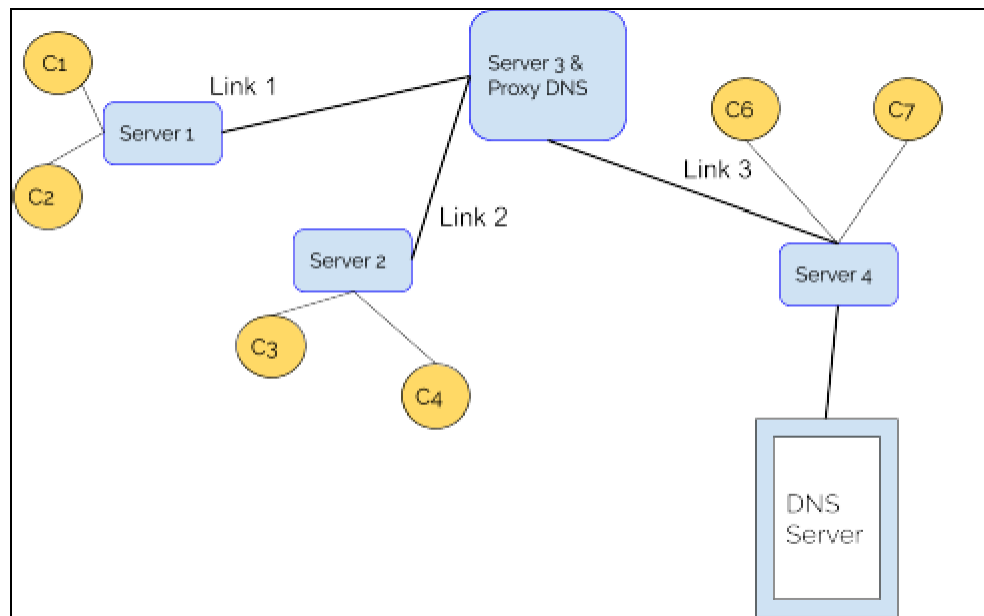 C1
Link 1
Server 3 &
Proxy DNS
C6
C7
Server 1
C2
Link 3
Link 2
Server 2
Server 4
C3
C4
DNS
Server